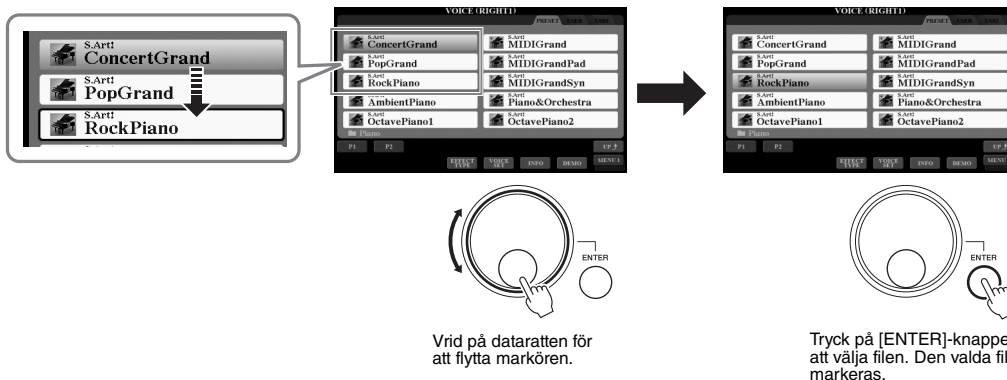 S.Art!
ConcertGrand
S.Art!
PopGrand
S.Art!
RockPiano
VOICE (RIGHT1)
PRESET USER USB1
S.Art!
ConcertGrand
S.Art!
MIDIGrand
S.Art!
PopGrand
S.Art!
MIDIGrandPad
S.Art!
RockPiano
S.Art!
MIDIGrandSyn
AmbientPiano
S.Art!
Piano&Orchestra
S.Art!
OctavePiano1
S.Art!
OctavePiano2
Piano
P1 P2 UP
EFFECT TYPE VOICE SET INFO DEMO MENU 1
ENTER
Vrid på dataratten för
att flytta markören.
VOICE (RIGHT1)
PRESET USER USB1
S.Art!
ConcertGrand
S.Art!
MIDIGrand
S.Art!
PopGrand
S.Art!
MIDIGrandPad
S.Art!
RockPiano
S.Art!
MIDIGrandSyn
S.Art!
AmbientPiano
S.Art!
Piano&Orchestra
S.Art!
OctavePiano1
S.Art!
OctavePiano2
Piano
P1 P2 UP
EFFECT TYPE VOICE SET INFO DEMO MENU
ENTER
Tryck på [ENTER]-knappe
att välja filen. Den valda fil
markeras.